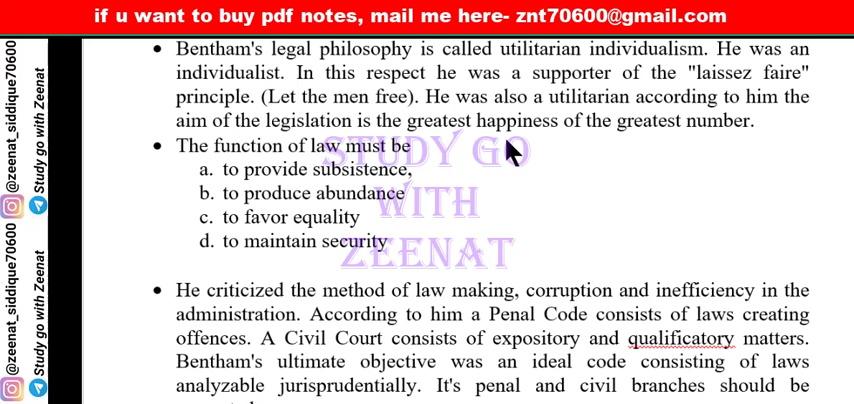 if u want to buy pdf notes, mail me here- znt70600@gmail.com
• Bentham's legal philosophy is called utilitarian individualism. He was an
individualist. In this respect he was a supporter of the "laissez faire"
principle. (Let the men free). He was also a utilitarian according to him the
aim of the legislation is the greatest happiness of the greatest number.
• The function of law must be
a. to provide subsistence,
b. to produce abundance
c. to favor equality
d. to maintain security
• He criticized the method of law making, corruption and inefficiency in the
administration. According to him a Penal Code consists of laws creating
offences. A Civil Court consists of expository and qualificatory matters.
Bentham's ultimate objective was an ideal code consisting of laws
analyzable jurisprudentially. It's penal and civil branches should be
STUDY GO
WITH
ZEENAT
@zeenat_siddique70600
Study go with Zeenat
@zeenat_siddique70600
Study go with Zeenat